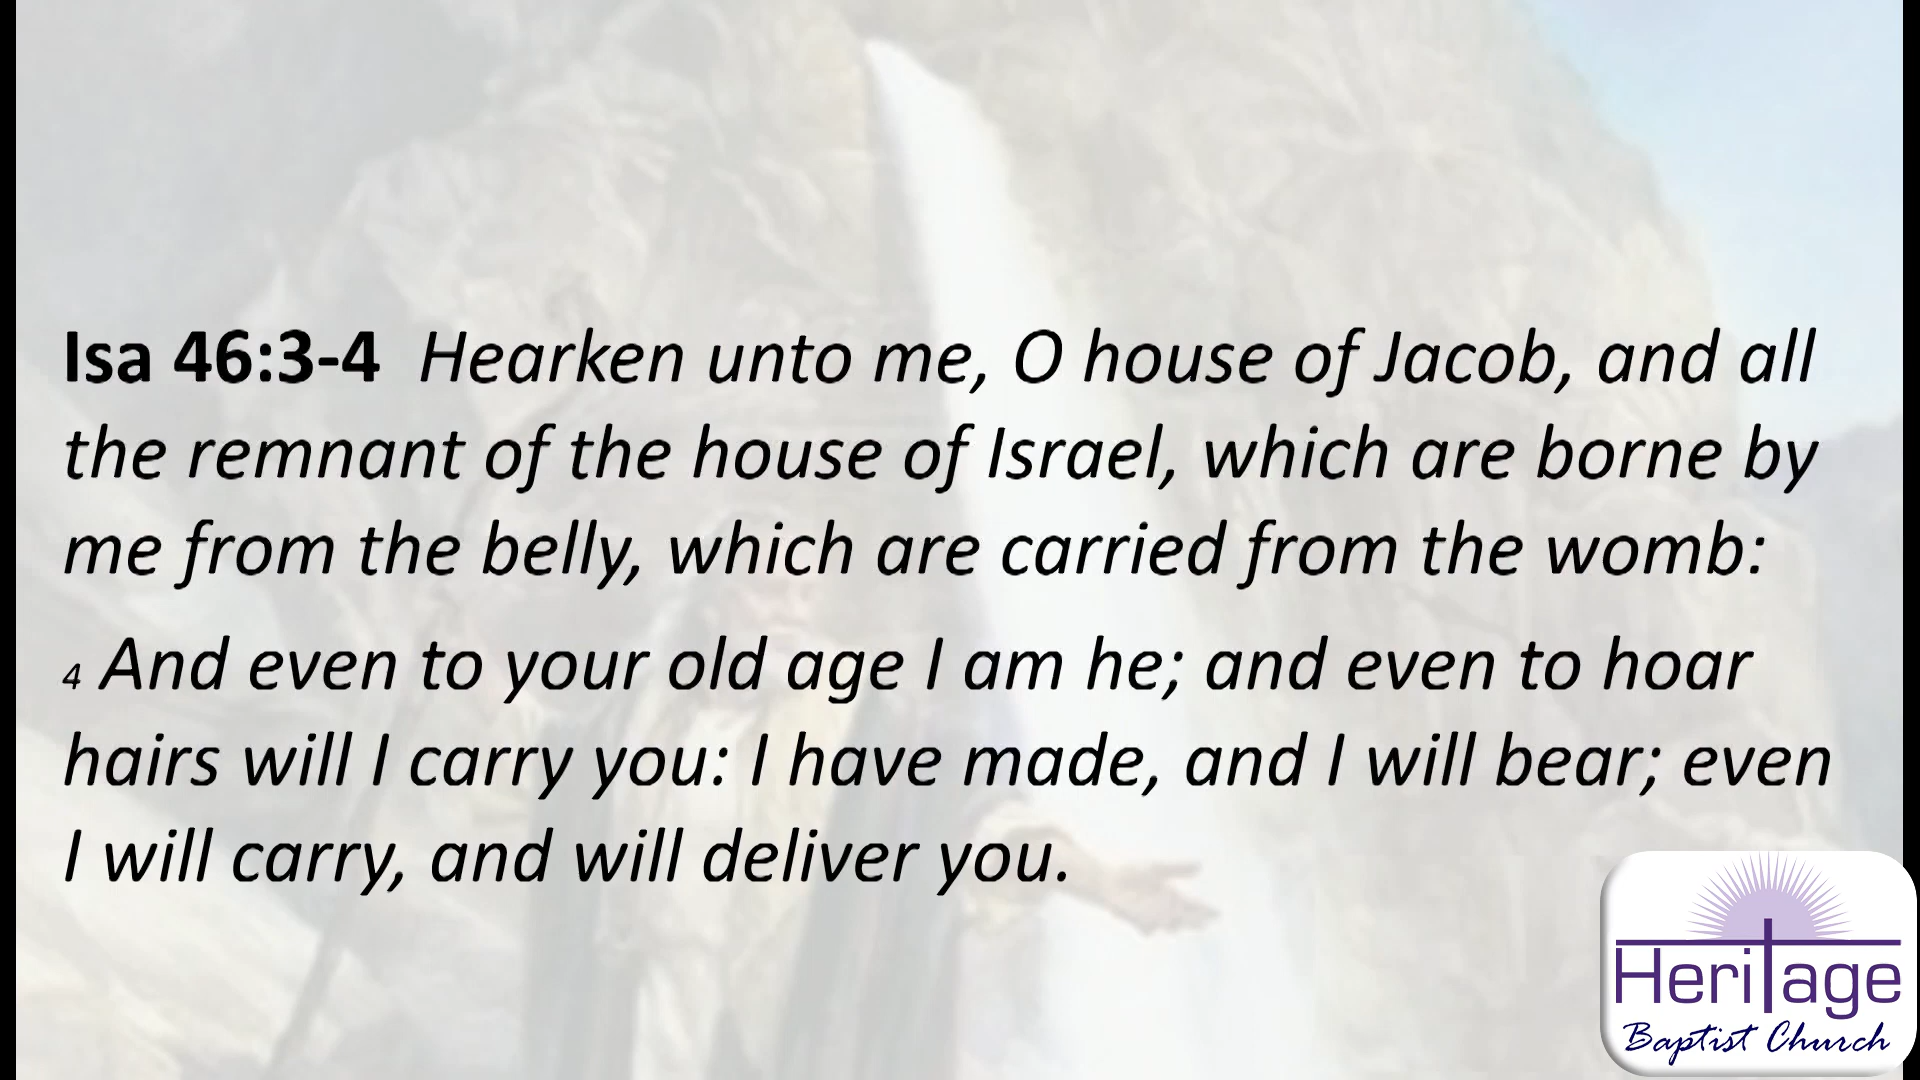 Isa 46:3-4 Hearken unto me, O house of Jacob, and all
the remnant of the house of Israel, which are borne by
me from the belly, which are carried from the womb:
4 And even to your old age I am he; and even to hoar
hairs will I carry you: I have made, and I will bear; even
I will carry, and will deliver you.
Heritage
Baptist Church